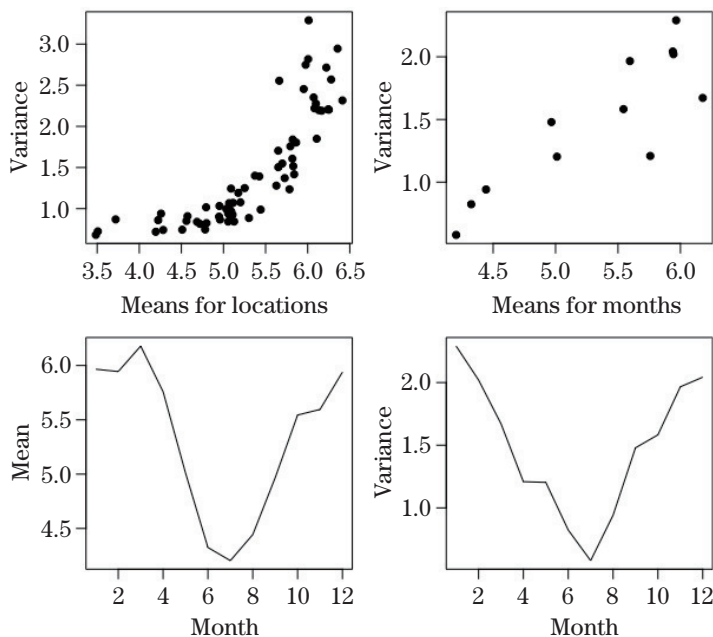 3.0
2.5
2.0
1.5
1.0
Variance
3.5 4.0 4.5 5.0 5.5 6.0 6.5
Means for locations
2.0
1.5
1.0
Variance
4.5 5.0 5.5 6.0
Means for months
6.0
5.5
5.0
4.5
Mean
2 4 6 8 10 12
Month
2.0
1.5
1.0
Variance
2 4 6 8 10 12
Month